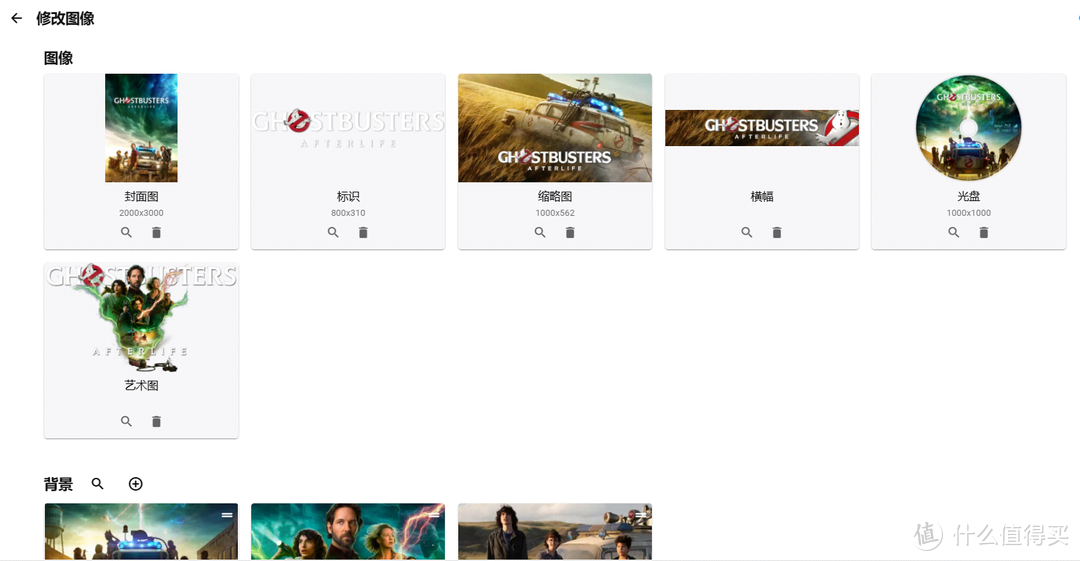 修改图像
图像
GHOSTBUSTERS
AFTERLIFE
封面图
2000x3000
GHOSTBUSTERS
AFTERLIFE
标识
800x310
GHOSTBUSTERS
AFTERLIFE
缩略图
1000x562
GHOSTBUSTERS
AFTERLIFE
横幅
GHOSTBUSTERS
光盘
1000x1000
GHOSTBUSTERS
AFTERLIFE
艺术图
背景
值 什么值得买